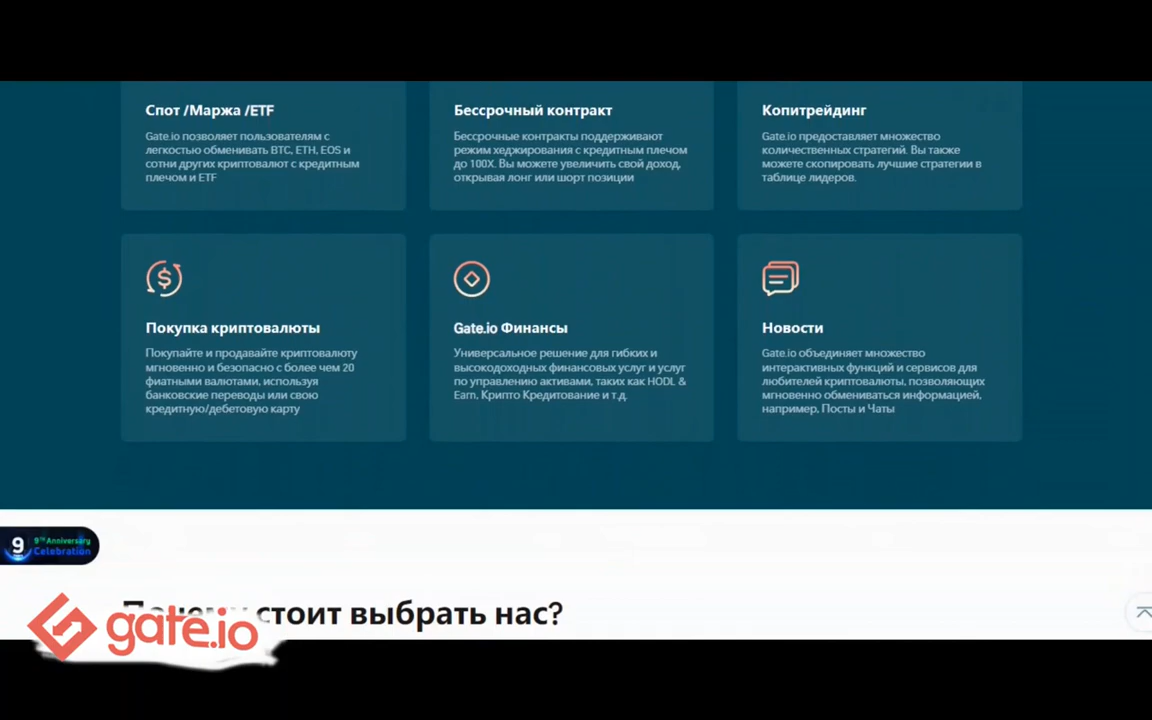 Спот /Маржа /ETF
Gate.io позволяет пользователям с
легкостью обменивать BTC, ETH, EOS и
сотни других криптовалют с кредитным
плечом и ETF
Бессрочный контракт
Бессрочные контракты поддерживают
режим хеджирования с кредитным плечом
до 100X. Вы можете увеличить свой доход,
открывая лонг или шорт позиции
Копитрейдинг
Gate.io предоставляет множество
количественных стратегий. Вы также
можете скопировать лучшие стратегии в
таблице лидеров.
Покупка криптовалюты
Покупайте и продавайте криптовалюту
мгновенно и безопасно с более чем 20
фиатными валютами, используя
банковские переводы или свою
кредитную/дебетовую карту
Gate.io Финансы
Универсальное решение для гибких и
высокодоходных финансовых услуг и услуг
по управлению активами, таких как HODL &
Earn, Крипто Кредитование и т.д.
Новости
Gate.io объединяет множество
интерактивных функций и сервисов для
любителей криптовалюты, позволяющих
мгновенно обмениваться информацией,
например, Посты и Чаты
9
9TH Anniversary
Celebration
Почему стоит выбрать нас?
gate.io